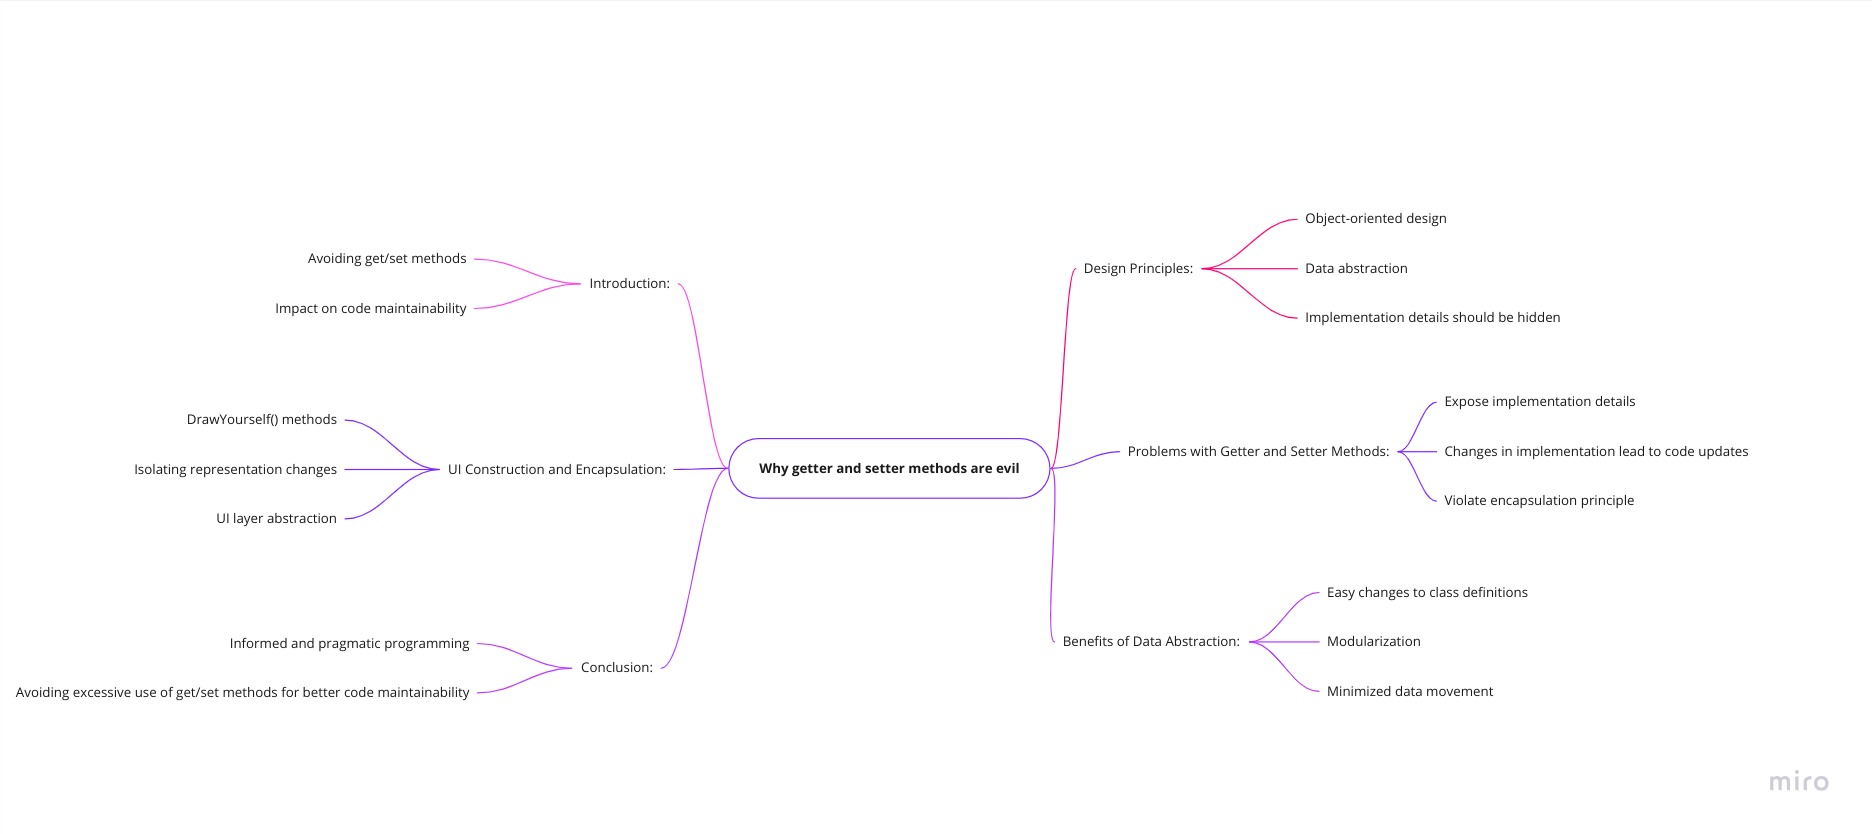 Why getter and setter methods are evil
Introduction:
Avoiding get/set methods
Impact on code maintainability
UI Construction and Encapsulation:
DrawYourself() methods
Isolating representation changes
UI layer abstraction
Conclusion:
Informed and pragmatic programming
Avoiding excessive use of get/set methods for better code maintainability
Design Principles:
Object-oriented design
Data abstraction
Implementation details should be hidden
Problems with Getter and Setter Methods:
Expose implementation details
Changes in implementation lead to code updates
Violate encapsulation principle
Benefits of Data Abstraction:
Easy changes to class definitions
Modularization
Minimized data movement
miro